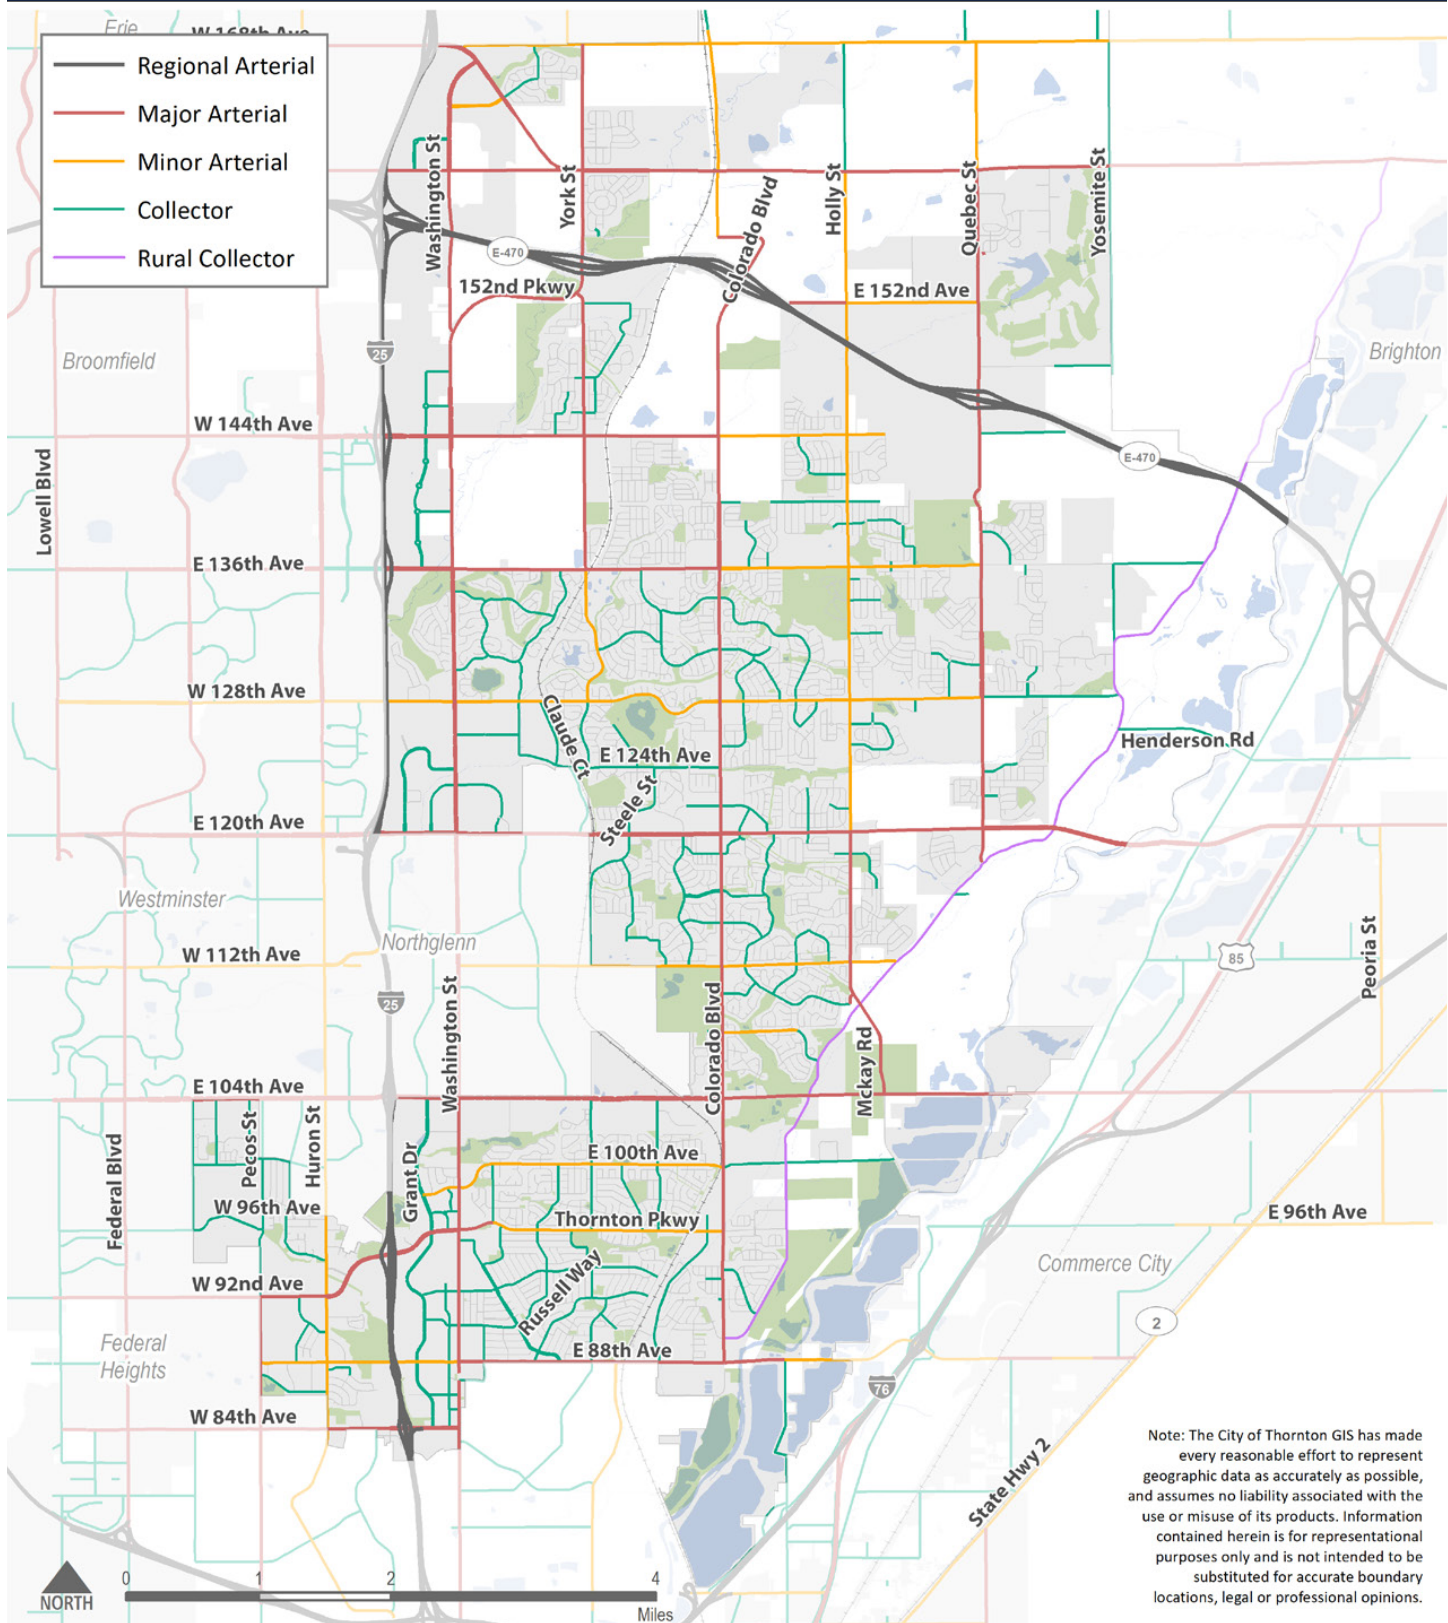 Erie
W 168th Ave
Regional Arterial
Major Arterial
Minor Arterial
Collector
Rural Collector
Washington St
York St
Colorado Blvd
Holly St
Quebec St
Yosemite St
E-470
152nd Pkwy
E 152nd Ave
25
Broomfield
Brighton
W 144th Ave
E-470
Lowell Blvd
E 136th Ave
W 128th Ave
Claude Ct
Henderson Rd
E 124th Ave
Steele St
E 120th Ave
Westminster
Northglenn
W 112th Ave
85
Peoria St
25
Washington St
Colorado Blvd
Mckay Rd
E 104th Ave
Federal Blvd
Pecos St
Huron St
Grant Dr
E 100th Ave
W 96th Ave
Thornton Pkwy
E 96th Ave
Russell Way
Commerce City
W 92nd Ave
Federal
Heights
E 88th Ave
2
76
W 84th Ave
State Hwy 2
Note: The City of Thornton GIS has made
every reasonable effort to represent
geographic data as accurately as possible,
and assumes no liability associated with the
use or misuse of its products. Information
contained herein is for representational
purposes only and is not intended to be
substituted for accurate boundary
locations, legal or professional opinions.
NORTH
0 1 2 4
Miles